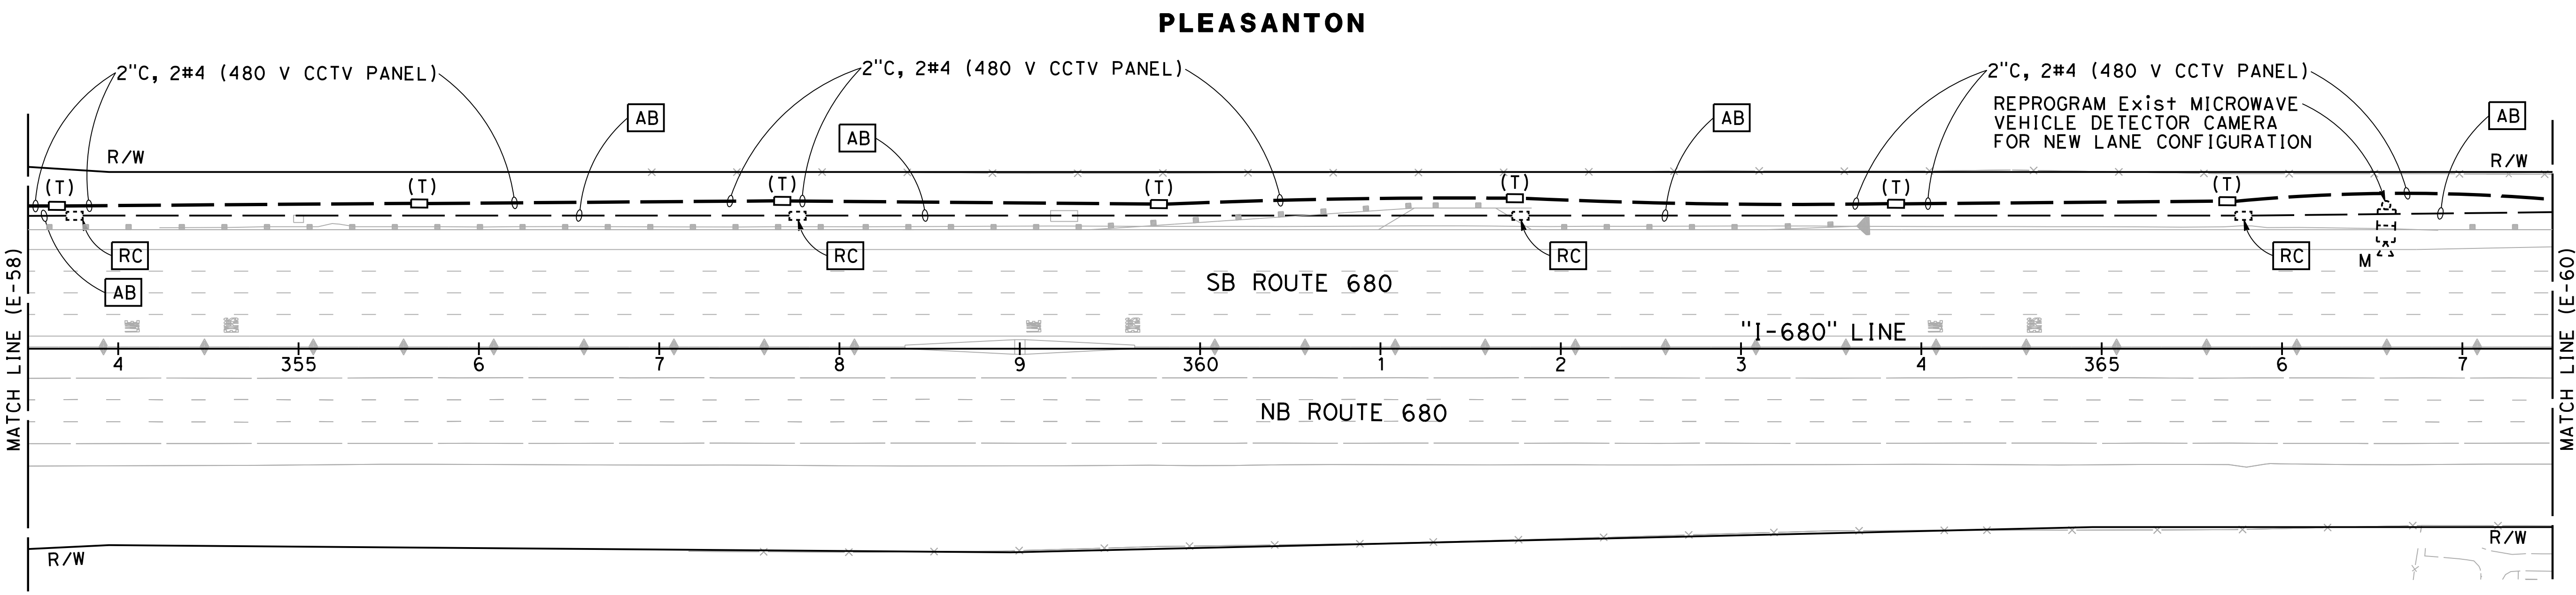 PLEASANTON
2"C, 2#4 (480 V CCTV PANEL)
2"C, 2#4 (480 V CCTV PANEL)
2"C, 2#4 (480 V CCTV PANEL)
REPROGRAM Exist MICROWAVE
VEHICLE DETECTOR CAMERA
FOR NEW LANE CONFIGURATION
AB
AB
AB
AB
R/W
R/W
(T)
(T)
(T)
(T)
(T)
(T)
(T)
RC
RC
RC
RC
M
AB
SB ROUTE 680
"I-680" LINE
4
355
6
7
8
9
360
1
2
3
4
365
6
7
NB ROUTE 680
R/W
R/W
MATCH LINE (E-58)
MATCH LINE (E-60)